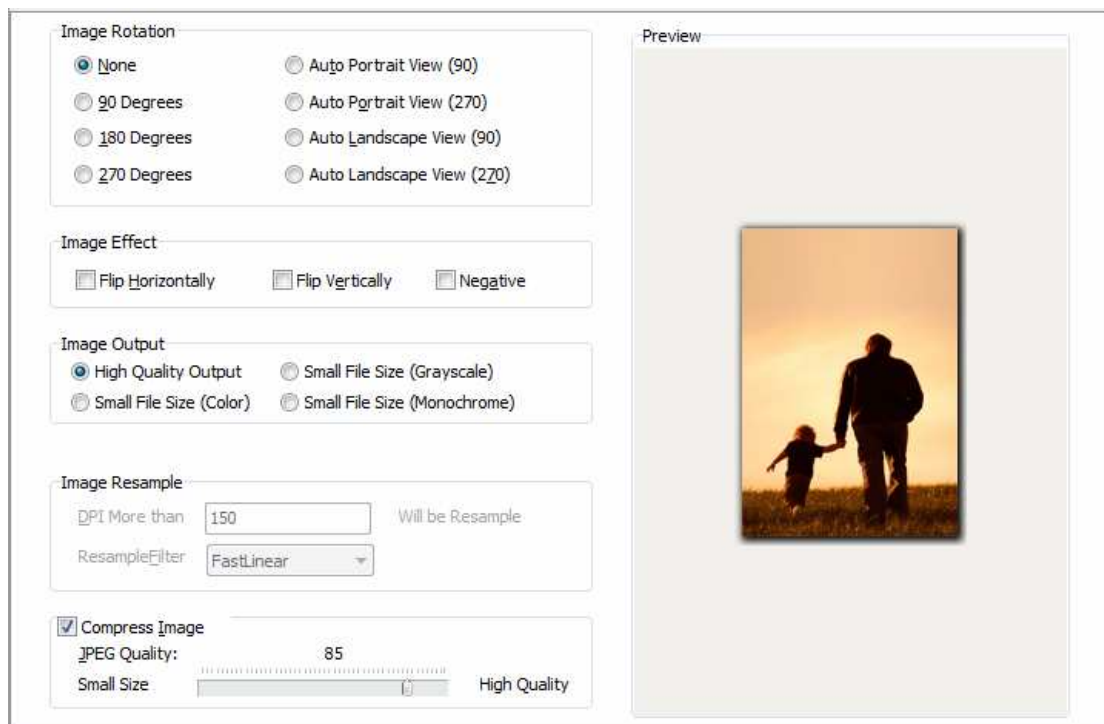 Image Rotation
None
Auto Portrait View (90)
90 Degrees
Auto Portrait View (270)
180 Degrees
Auto Landscape View (90)
270 Degrees
Auto Landscape View (270)
Image Effect
Flip Horizontally
Flip Vertically
Negative
Image Output
High Quality Output
Small File Size (Grayscale)
Small File Size (Color)
Small File Size (Monochrome)
Image Resample
DPI More than
150
Will be Resample
ResampleFilter
FastLinear
Compress Image
JPEG Quality:
85
Small Size
High Quality
Preview